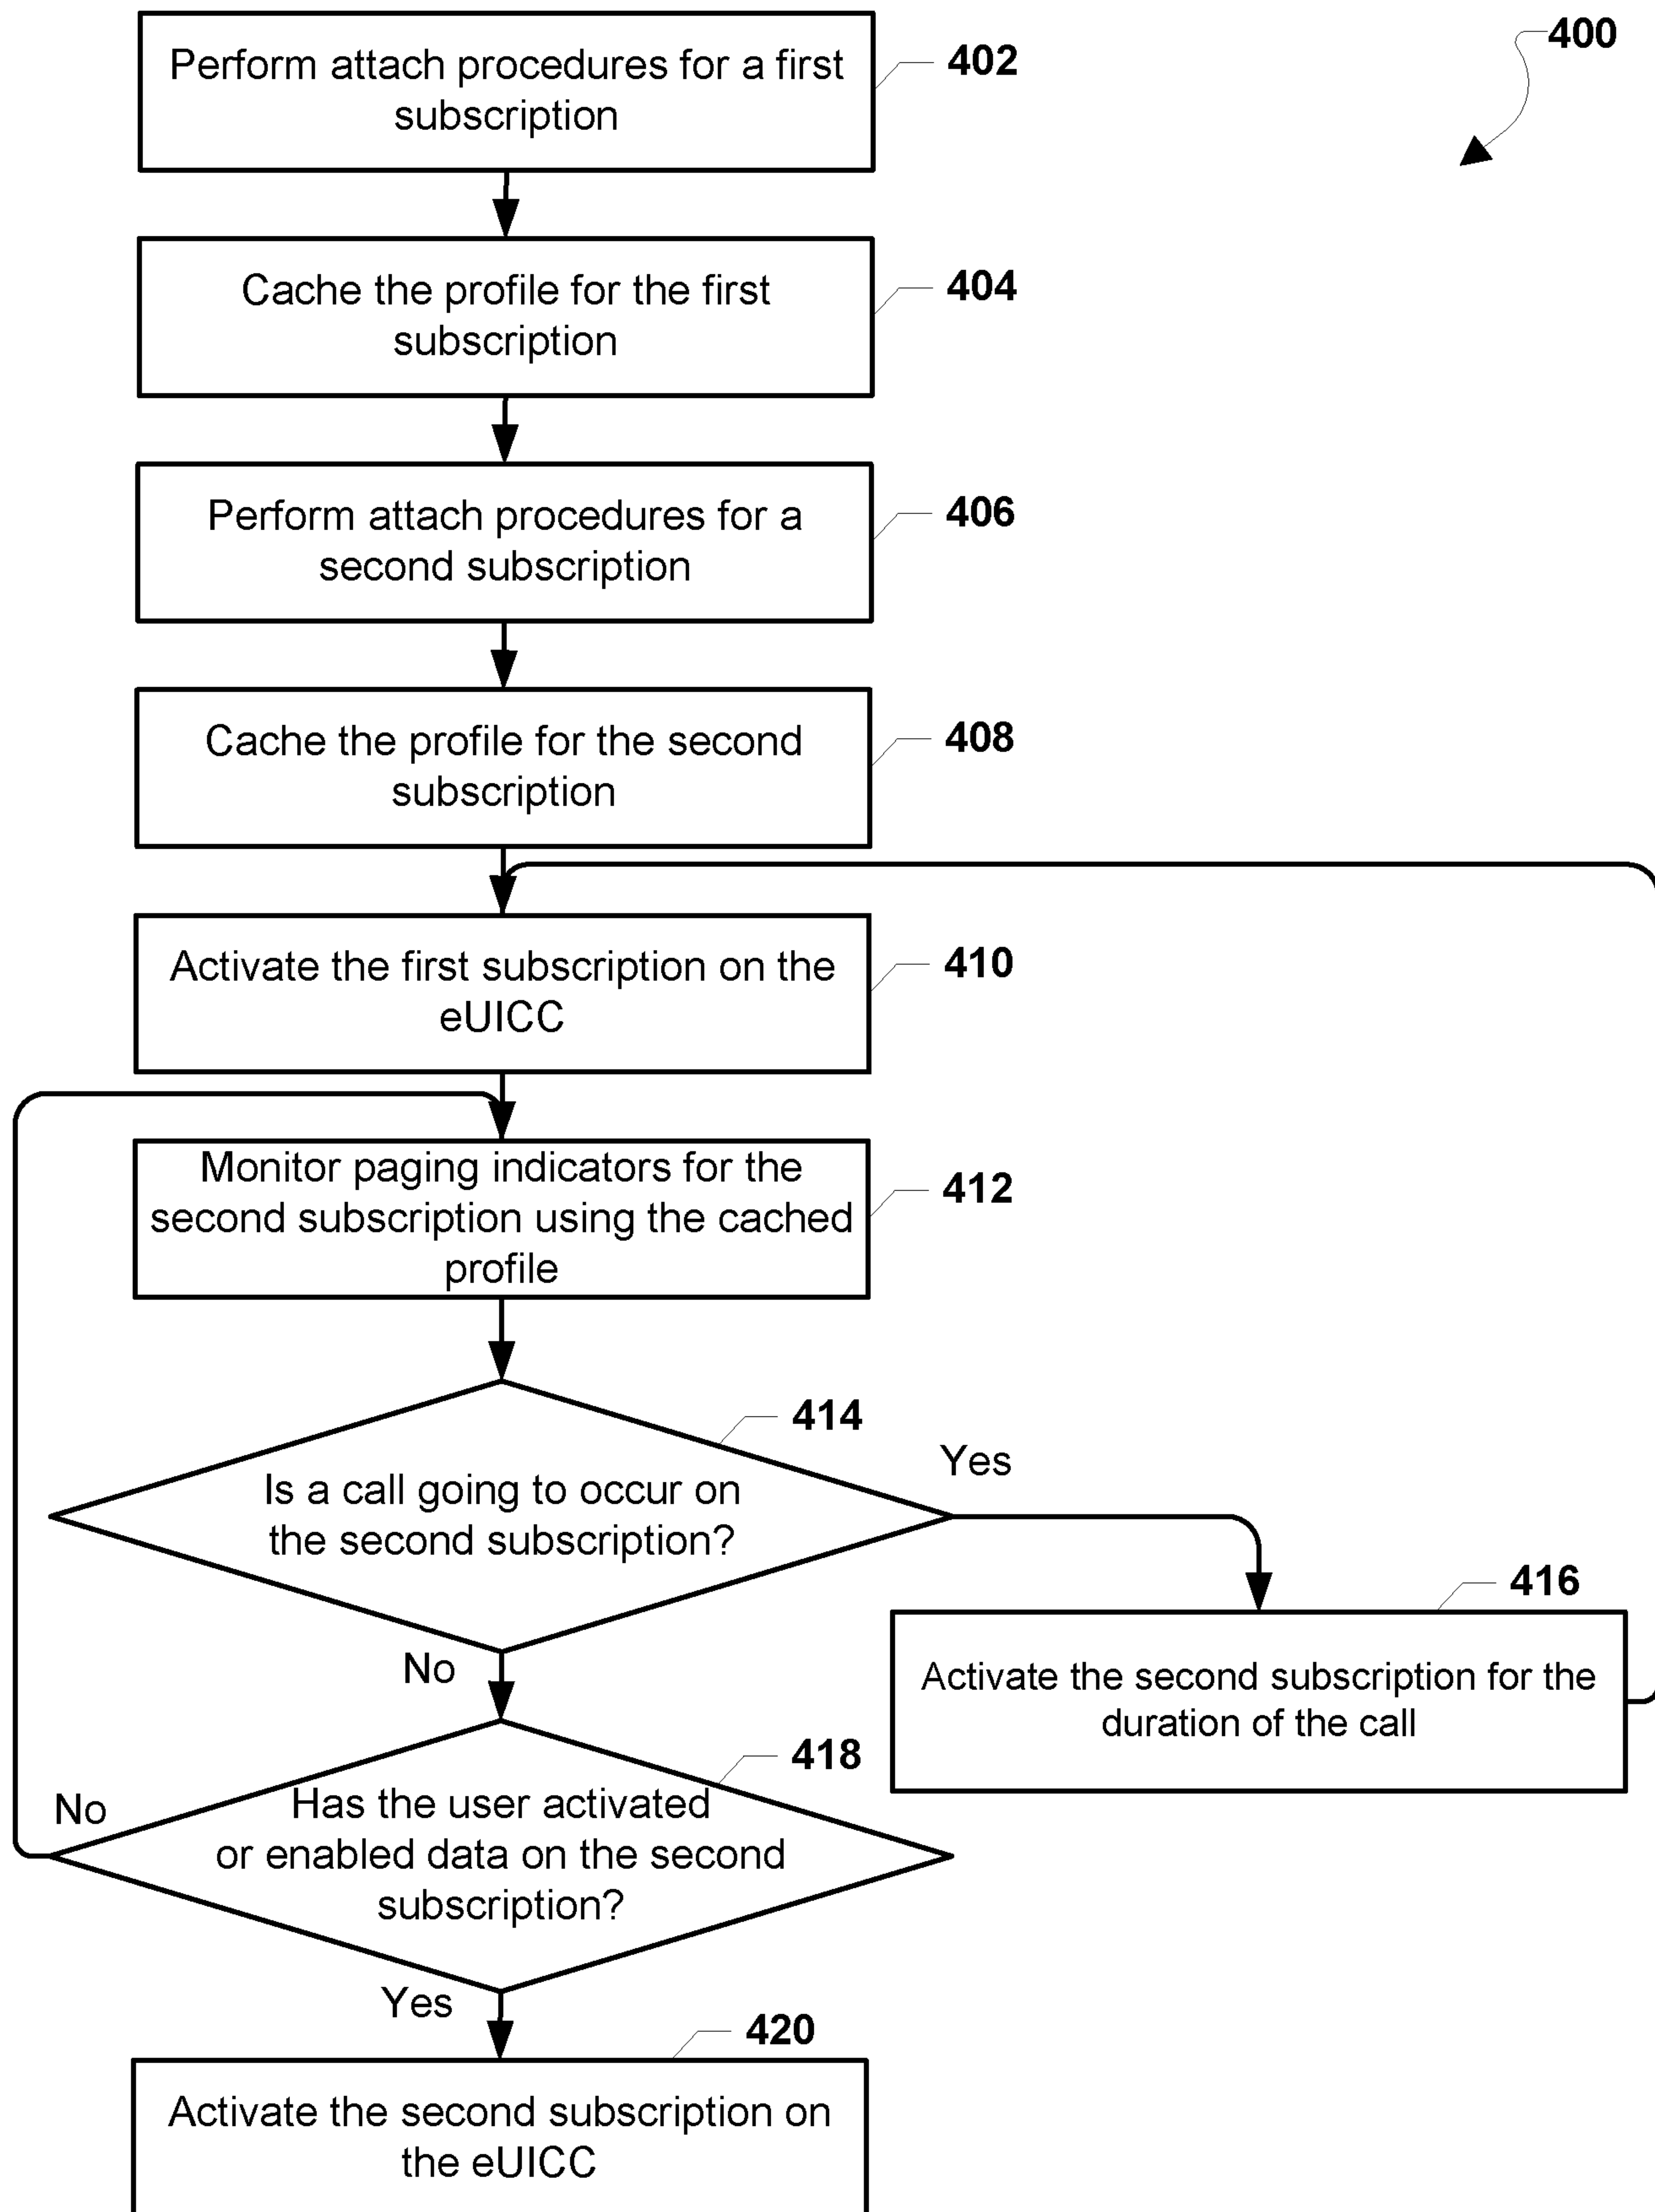 400
Perform attach procedures for a first
subscription
402
Cache the profile for the first
subscription
404
Perform attach procedures for a
second subscription
406
Cache the profile for the second
subscription
408
Activate the first subscription on the
eUICC
410
Monitor paging indicators for the
second subscription using the cached
profile
412
414
Is a call going to occur on
the second subscription?
Yes
No
416
Activate the second subscription for the
duration of the call
418
Has the user activated
or enabled data on the second
subscription?
No
Yes
420
Activate the second subscription on
the eUICC